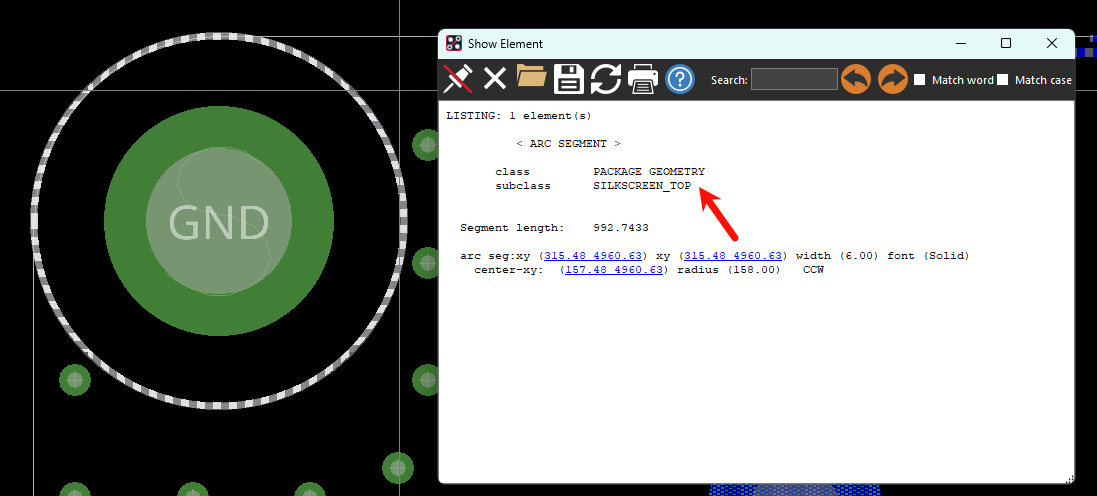 Show Element
Search: Match word Match case
LISTING: 1 element(s)
< ARC SEGMENT >
class PACKAGE GEOMETRY
subclass SILKSCREEN_TOP
GND
Segment length: 992.7433
arc seg:xy (315.48 4960.63) xy (315.48 4960.63) width (6.00) font (Solid)
center-xy: (157.48 4960.63) radius (158.00) CCW